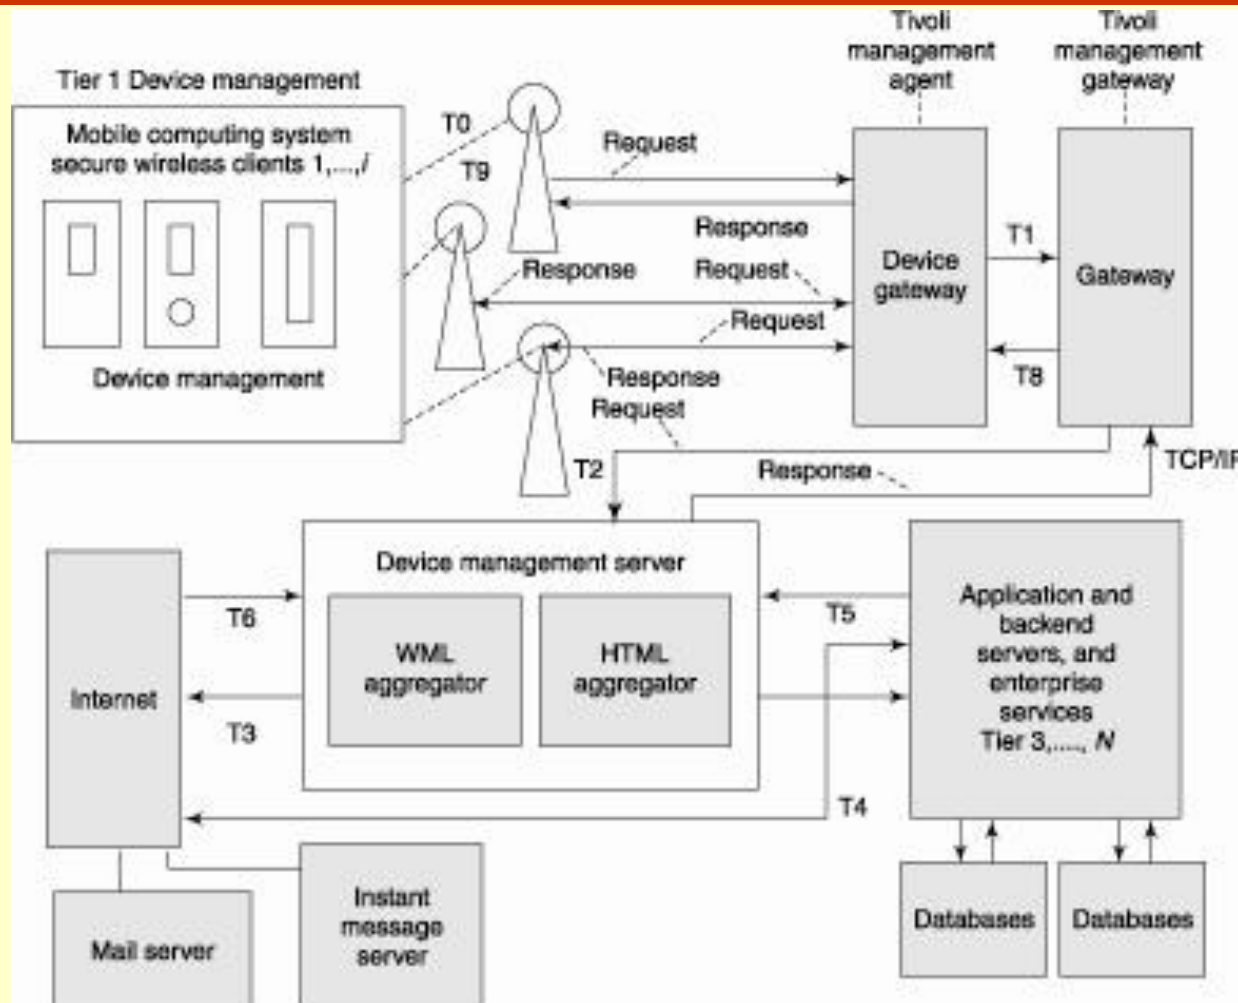 Tivoli
management
agent
Tivoli
management
gateway
Tier 1 Device management
Mobile computing system
secure wireless clients 1,...,i
Device management
T0
T9
Request
Response
Response
Request
Request
Response
Request
Device
gateway
T1
T8
Gateway
T2
Response
TCP/IP
Device management server
WML
aggregator
HTML
aggregator
Internet
T6
T3
T5
T4
Application and
backend
servers, and
enterprise
services
Tier 3,...., N
Mail server
Instant
message
server
Databases
Databases